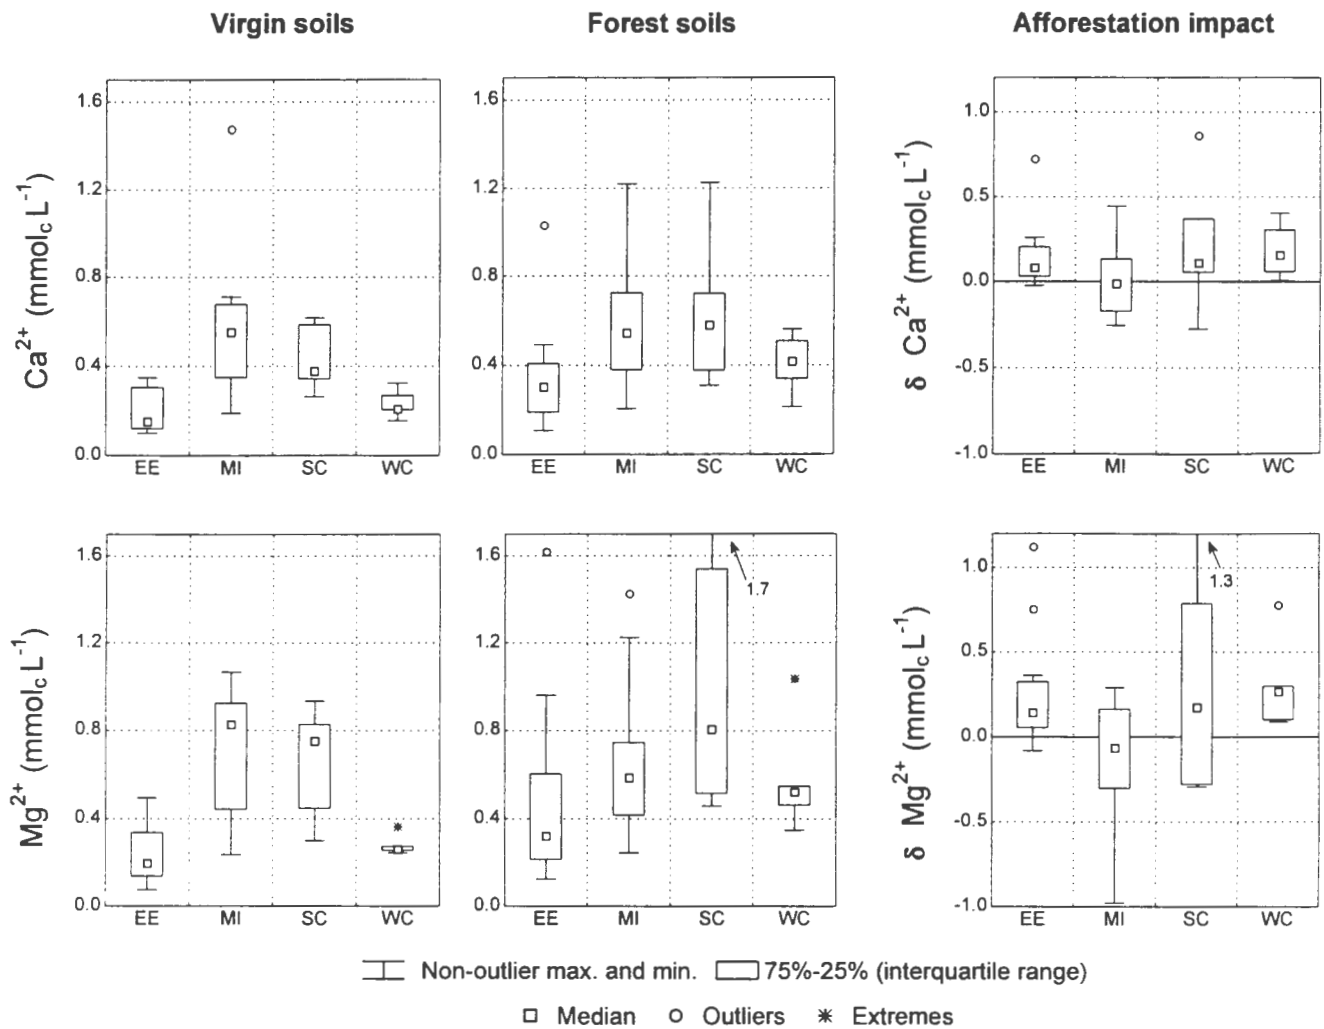 Virgin soils
Forest soils
Afforestation impact
Ca2+ (mmolc L-1)
1.6
1.2
0.8
0.4
0.0
EE MI SC WC
1.6
1.2
0.8
0.4
0.0
EE MI SC WC
δ Ca2+ (mmolc L-1)
1.0
0.5
0.0
-0.5
-1.0
EE MI SC WC
Mg2+ (mmolc L-1)
1.6
1.2
0.8
0.4
0.0
EE MI SC WC
1.6
1.2
0.8
0.4
0.0
1.7
EE MI SC WC
δ Mg2+ (mmolc L-1)
1.0
0.5
0.0
-0.5
-1.0
1.3
EE MI SC WC
Non-outlier max. and min.
75%-25% (interquartile range)
Median
Outliers
Extremes